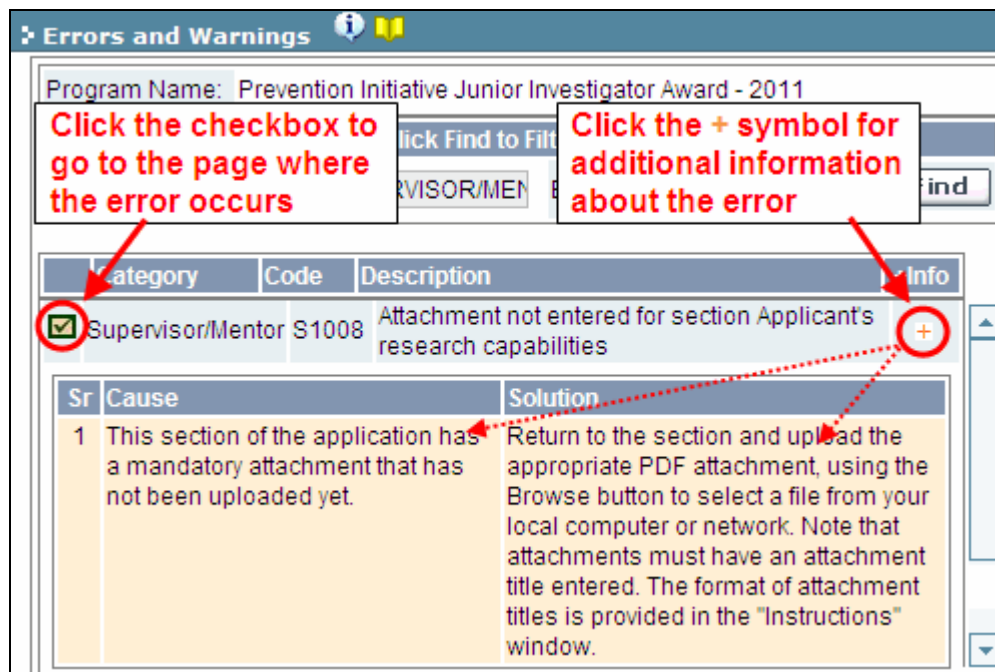 Errors and Warnings
Program Name: Prevention Initiative Junior Investigator Award - 2011
Click the checkbox to
go to the page where
the error occurs
lick Find to Fil
Click the + symbol for
additional information
about the error
RVISOR/MEN
ind
Category Code Description Info
Supervisor/Mentor S1008 Attachment not entered for section Applicant's
research capabilities
+
Sr Cause Solution
1 This section of the application has
a mandatory attachment that has
not been uploaded yet.
Return to the section and upload the
appropriate PDF attachment, using the
Browse button to select a file from your
local computer or network. Note that
attachments must have an attachment
title entered. The format of attachment
titles is provided in the "Instructions"
window.